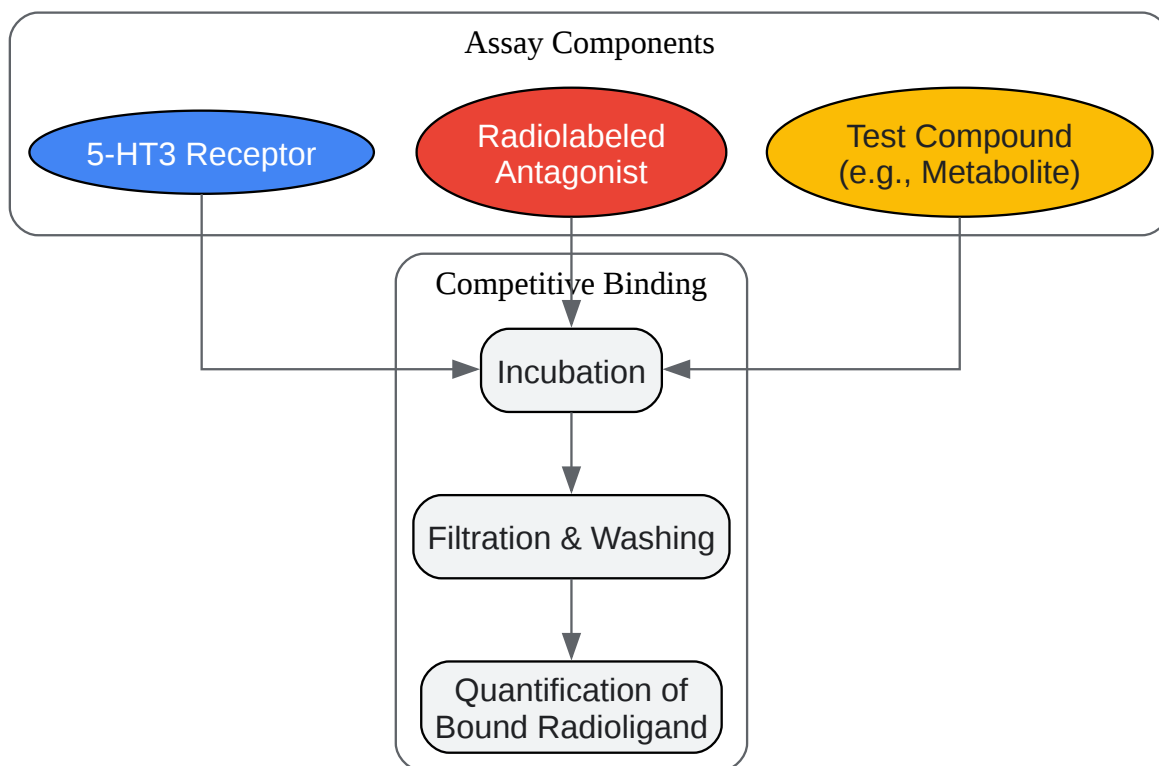 Assay Components
5-HT3 Receptor
Radiolabeled
Antagonist
Test Compound
(e.g., Metabolite)
Competitive Binding
Incubation
Filtration & Washing
Quantification of
Bound Radioligand